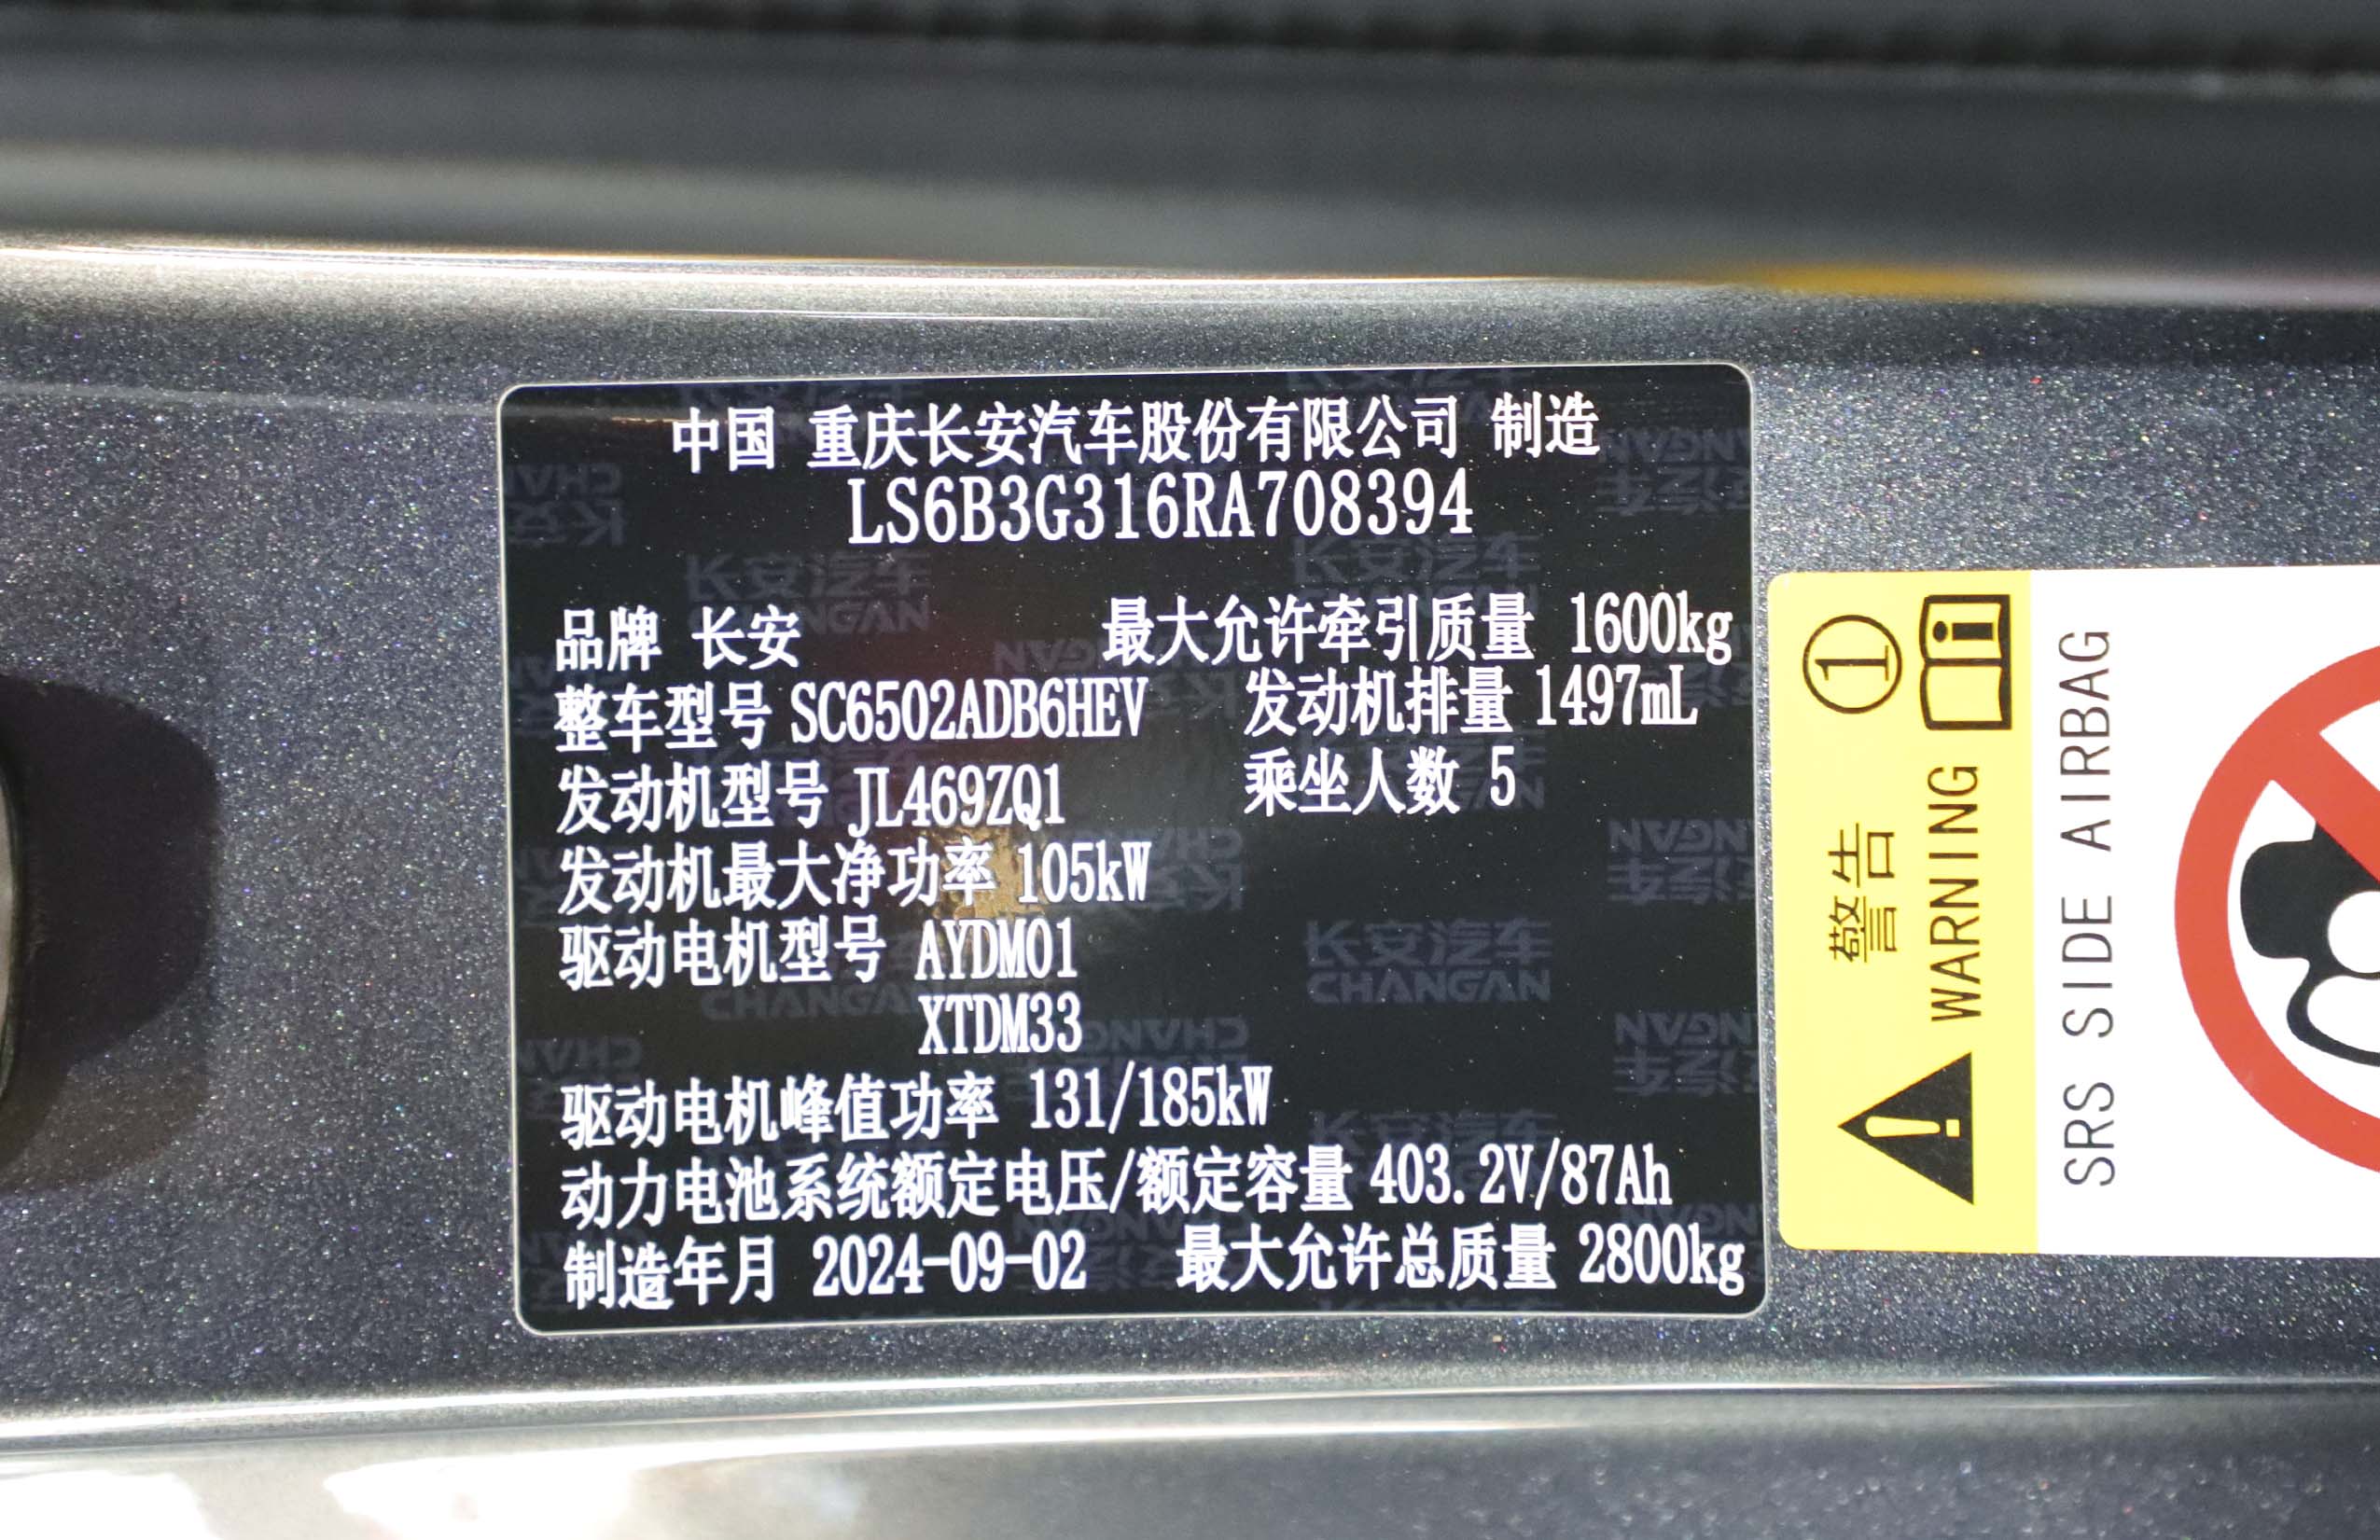 中国 重庆长安汽车股份有限公司 制造
LS6B3G316RA708394
品牌 长安 最大允许牵引质量 1600kg
整车型号 SC6502ADB6HEV 发动机排量 1497mL
发动机型号 JL469ZQ1 乘坐人数 5
发动机最大净功率 105kW
驱动电机型号 AYDM01
XTDM33
驱动电机峰值功率 131/185kW
动力电池系统额定电压/额定容量 403.2V/87Ah
制造年月 2024-09-02 最大允许总质量 2800kg
长安汽车
CHANGAN
①
警告
WARNING
SRS SIDE AIRBAG